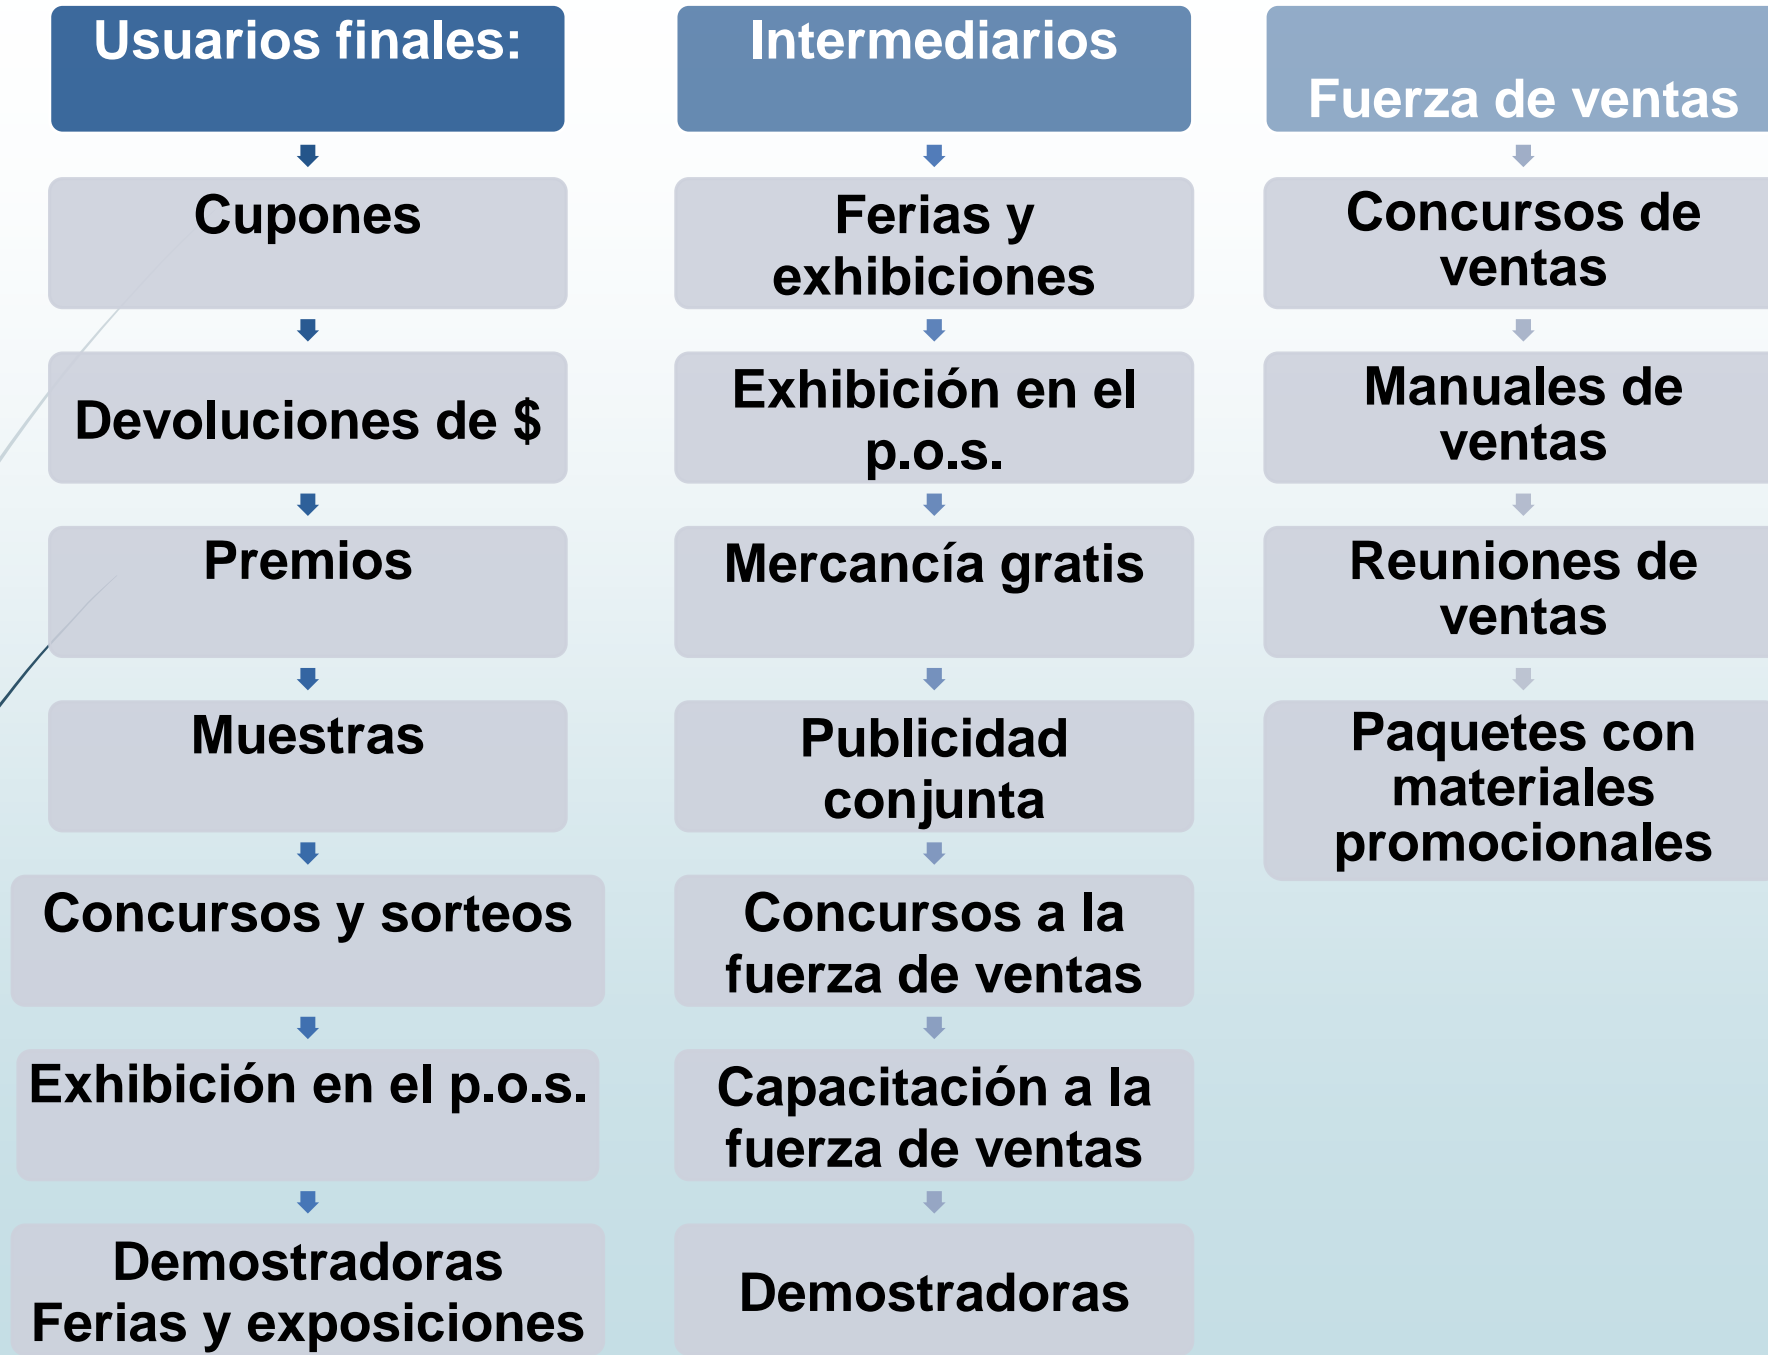 Usuarios finales:
Cupones
Devoluciones de $
Premios
Muestras
Concursos y sorteos
Exhibición en el p.o.s.
Demostradoras
Ferias y exposiciones
Intermediarios
Ferias y
exhibiciones
Exhibición en el
p.o.s.
Mercancía gratis
Publicidad
conjunta
Concursos a la
fuerza de ventas
Capacitación a la
fuerza de ventas
Demostradoras
Fuerza de ventas
Concursos de
ventas
Manuales de
ventas
Reuniones de
ventas
Paquetes con
materiales
promocionales